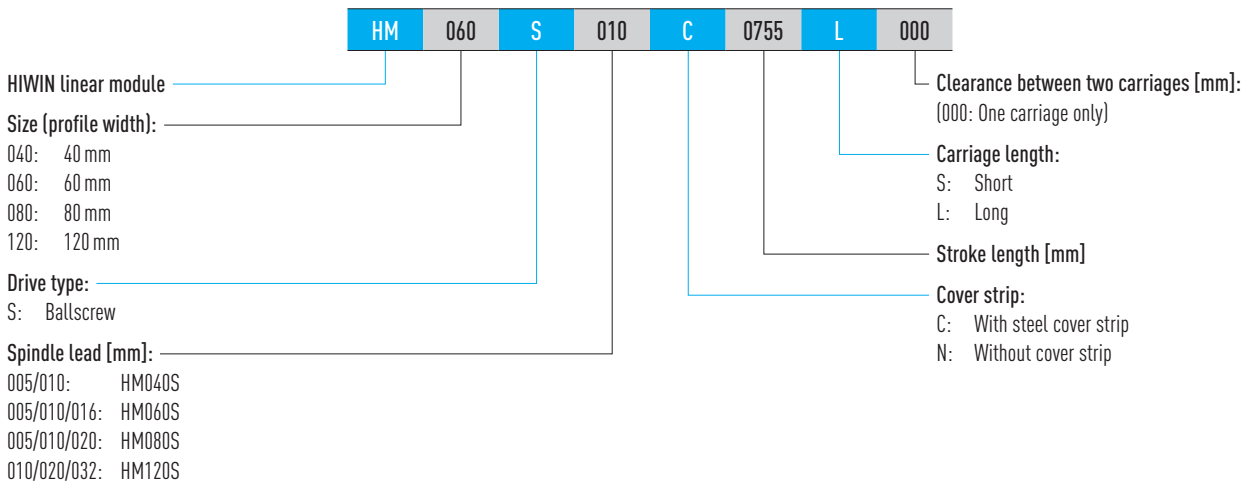 HM 060 S 010 C 0755 L 000
HIWIN linear module
Size (profile width):
040: 40 mm
060: 60 mm
080: 80 mm
120: 120 mm
Drive type:
S: Ballscrew
Spindle lead [mm]:
005/010: HM040S
005/010/016: HM060S
005/010/020: HM080S
010/020/032: HM120S
Clearance between two carriages [mm]:
(000: One carriage only)
Carriage length:
S: Short
L: Long
Stroke length [mm]
Cover strip:
C: With steel cover strip
N: Without cover strip